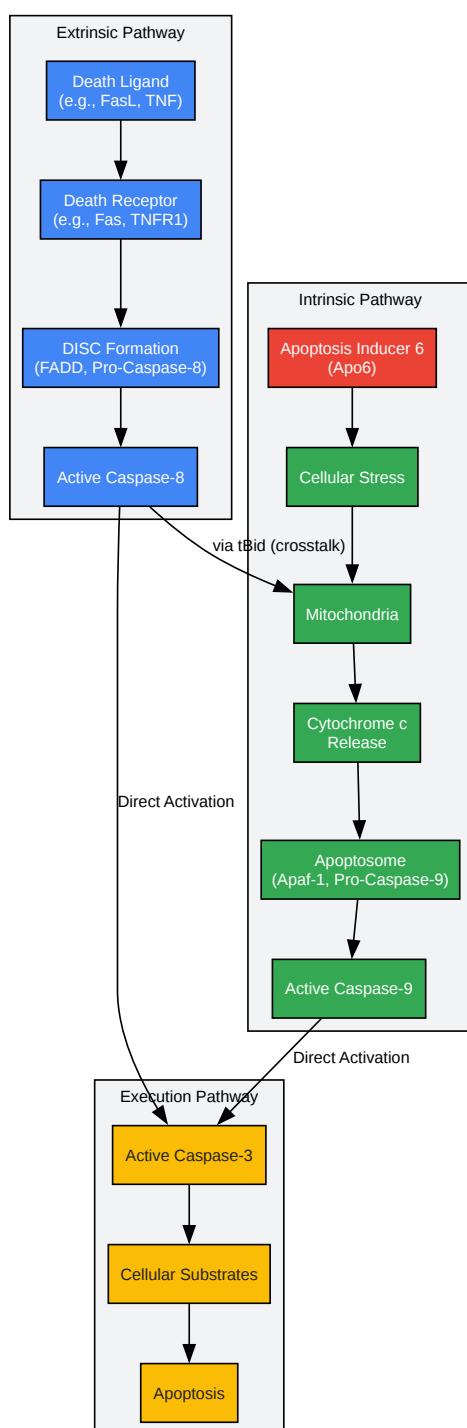 Extrinsic Pathway
Death Ligand
(e.g., FasL, TNF)
Death Receptor
(e.g., Fas, TNFR1)
DISC Formation
(FADD, Pro-Caspase-8)
Active Caspase-8
Intrinsic Pathway
Apoptosis Inducer 6
(Apo6)
Cellular Stress
via tBid (crosstalk)
Mitochondria
Cytochrome c
Release
Direct Activation
Apoptosome
(Apaf-1, Pro-Caspase-9)
Active Caspase-9
Direct Activation
Execution Pathway
Active Caspase-3
Cellular Substrates
Apoptosis